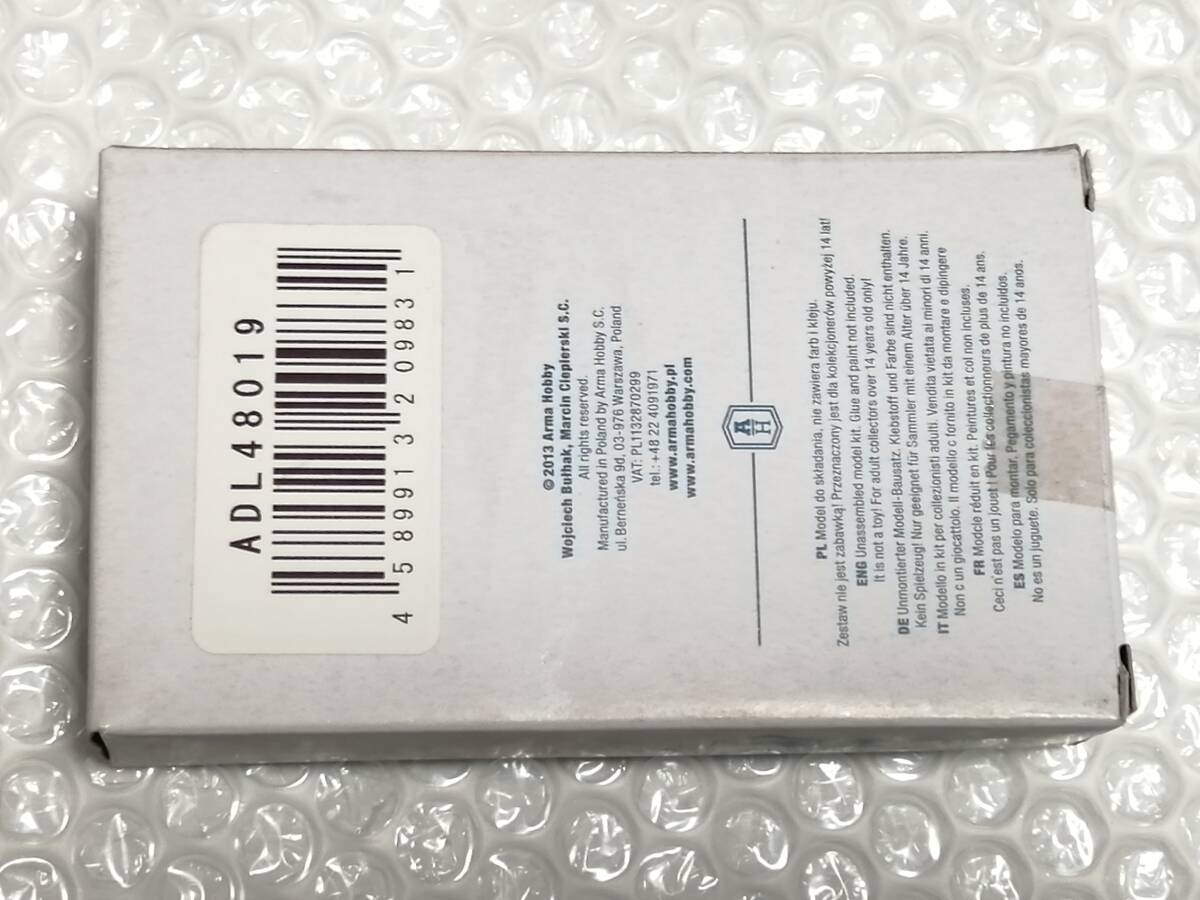 ADL48019
4 589913 209831
© 2013 Arma Hobby
Wojciech Bułhak, Marcin Ciepierski S.C.
All rights reserved.
Manufactured in Poland by Arma Hobby S.C.
ul. Berneńska 9d, 03-976 Warszawa, Poland
VAT: PL1132870299
tel.: +48 22 4091971
www.armahobby.pl
www.armahobby.com
A
H
PL Model do składania, nie zawiera farb i kleju.
Zestaw nie jest zabawką! Przeznaczony jest dla kolekcjonerów powyżej 14 lat!
ENG Unassembled model kit. Glue and paint not included.
It is not a toy! For adult collectors over 14 years old only!
DE Unmontierter Modell-Bausatz. Klebstoff und Farbe sind nicht enthalten.
Kein Spielzeug! Nur geeignet für Sammler mit einem Alter über 14 Jahre.
IT Modello in kit per collezionisti adulti. Vendita vietata ai minori di 14 anni.
Non c un giocattolo. Il modello c fornito in kit da montare e dipingere
FR Modcle réduit en kit. Peintures et col non incluses.
Ceci n'est pas un jouet ! Pour les collectionneurs de plus de 14 ans.
ES Modelo para montar. Pegamento y pintura no incluidos.
No es un juguete. Solo para coleccionistas mayores de 14 anos.